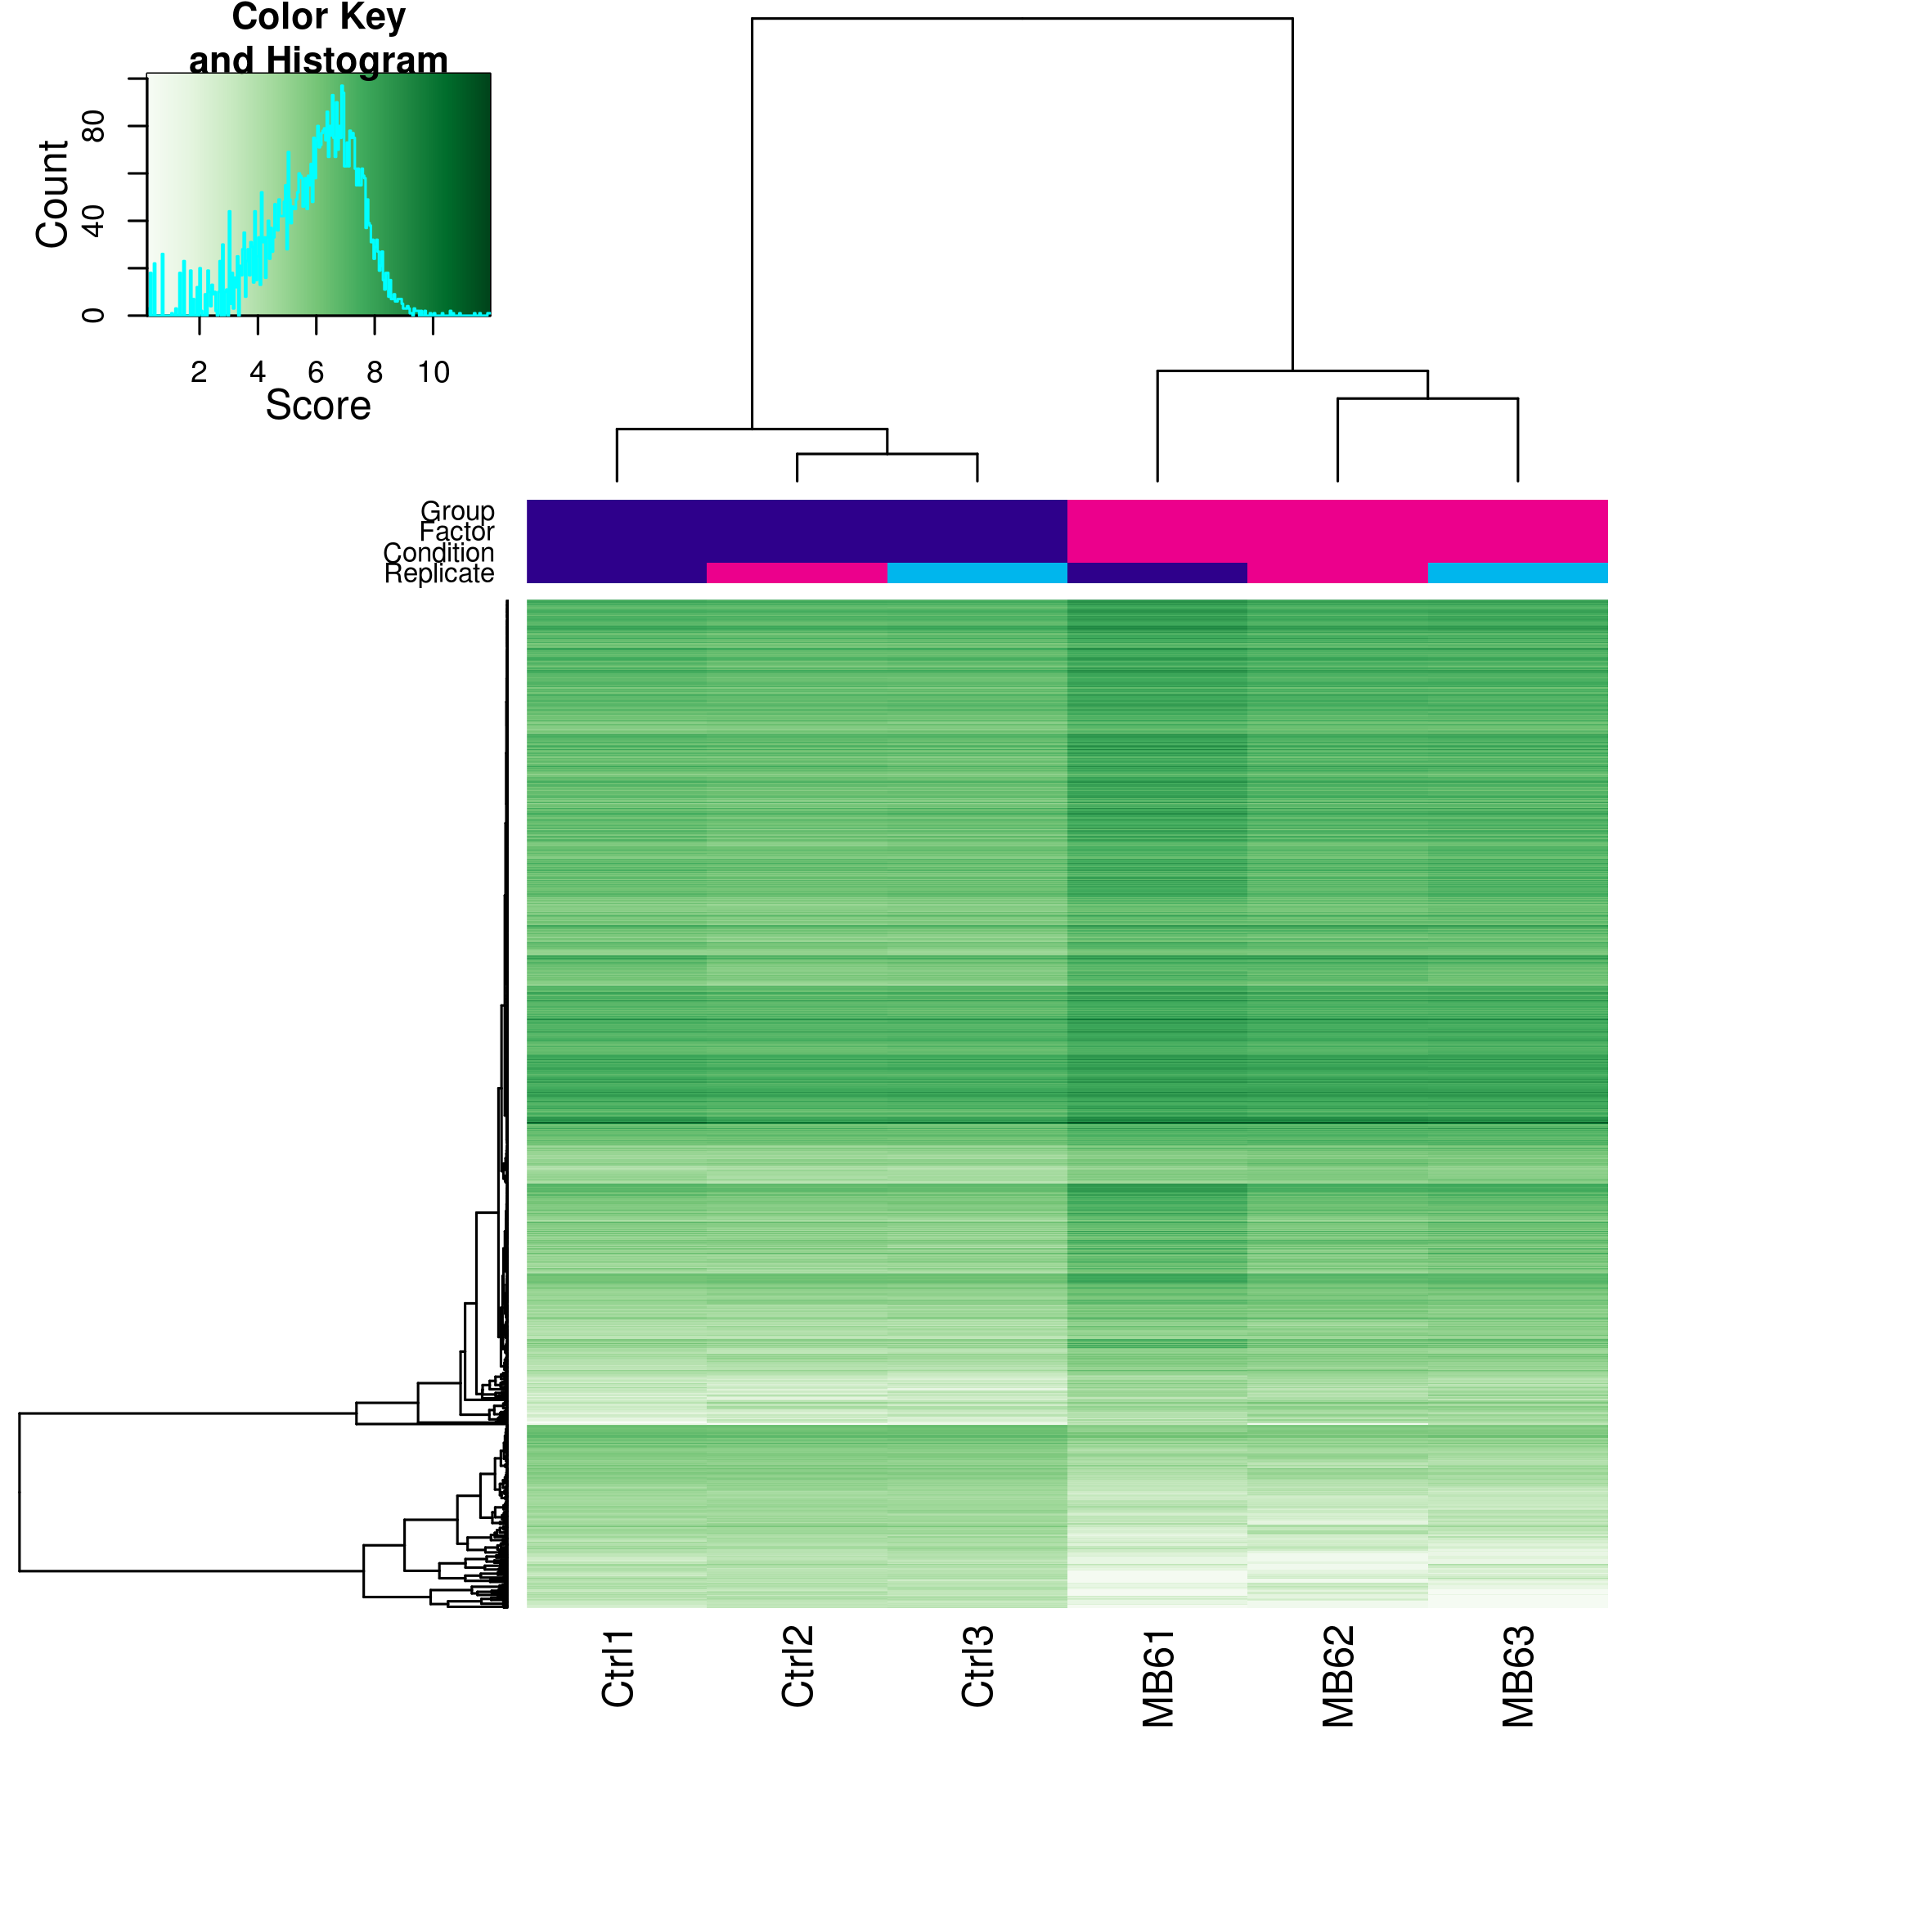 Color Key
and Histogram
Count
0 40 80
2 4 6 8 10
Score
Group
Factor
Condition
Replicate
Ctrl1 Ctrl2 Ctrl3 MB61 MB62 MB63